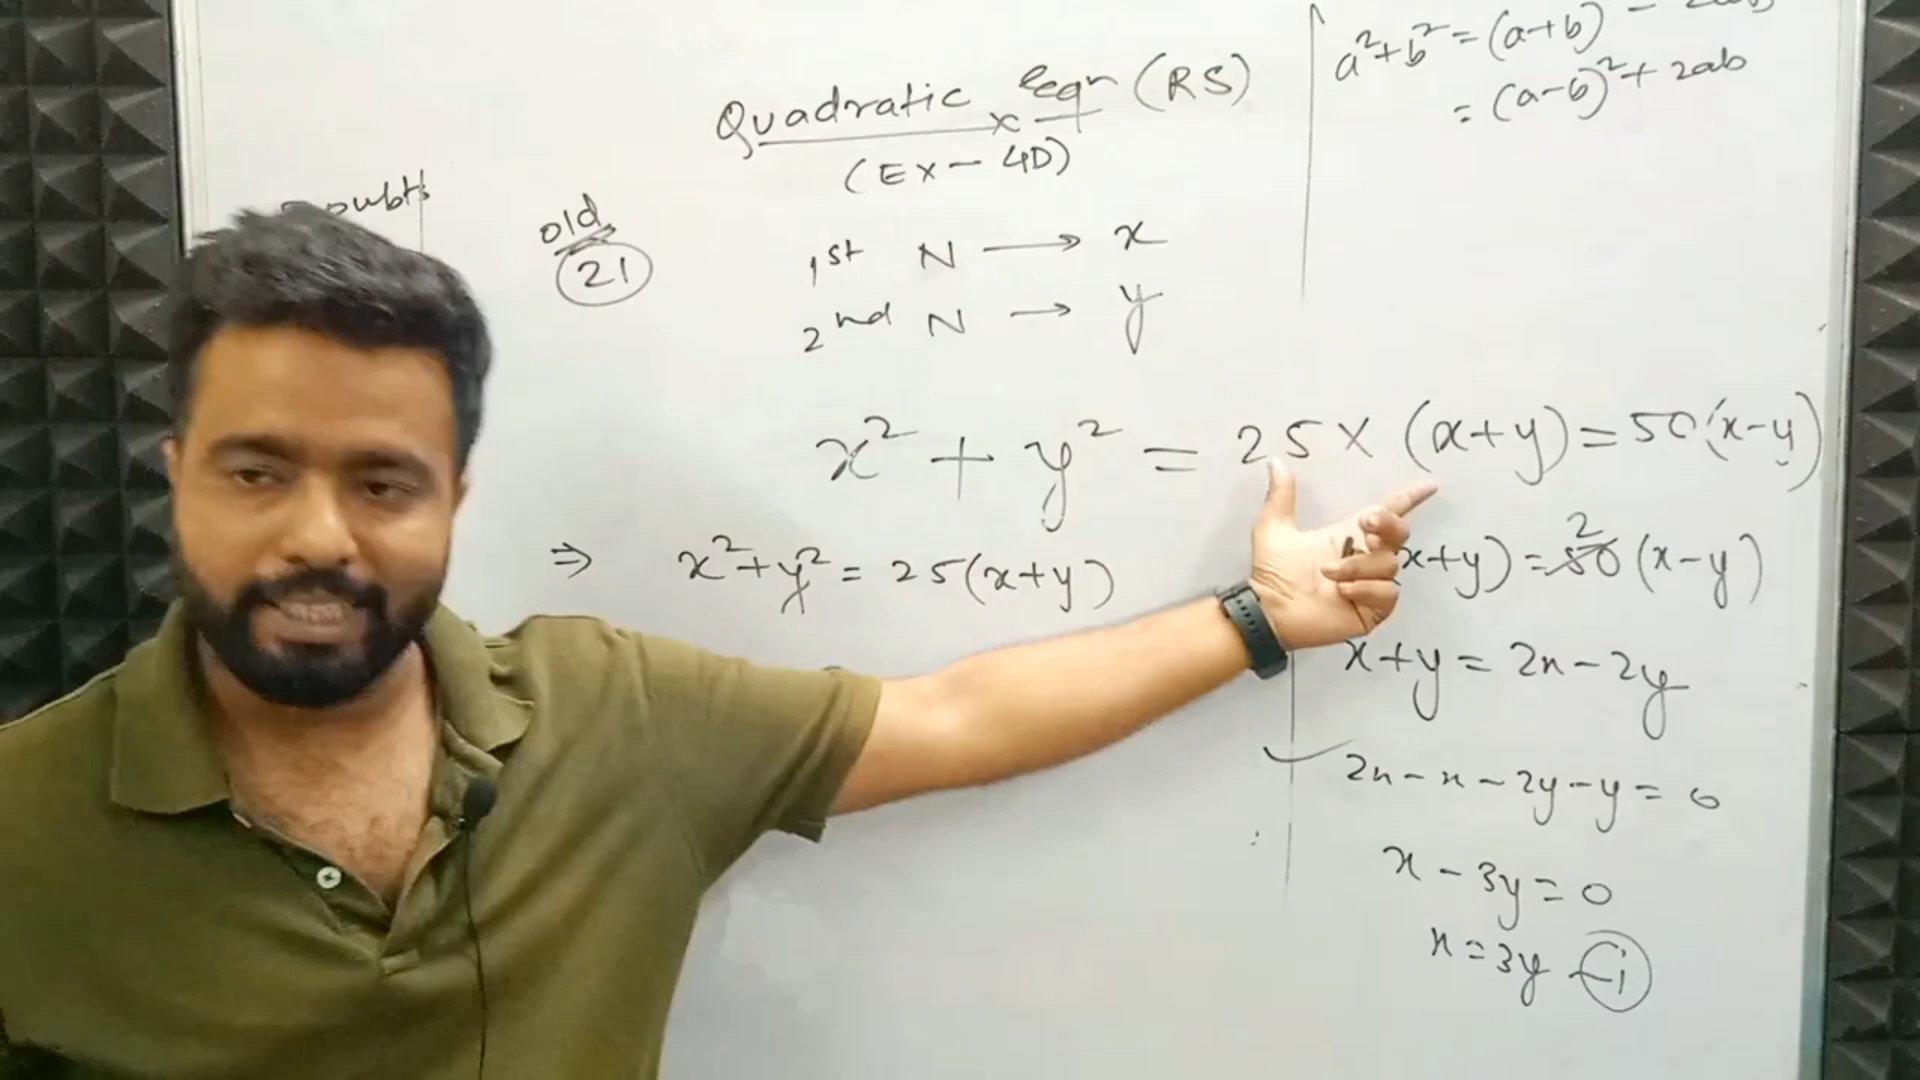 Quadratic Eqn (RS)
(Ex – 4D)
a² + b² = (a+b)
= (a–b)² + 2ab
old
21
1st N → x
2nd N → y
x² + y² = 25 × (x+y) = 50(x–y)
⇒ x² + y² = 25(x+y)
x+y) = 50 2 (x–y)
x+y = 2x – 2y
2x – x – 2y – y = 0
x – 3y = 0
x = 3y – i